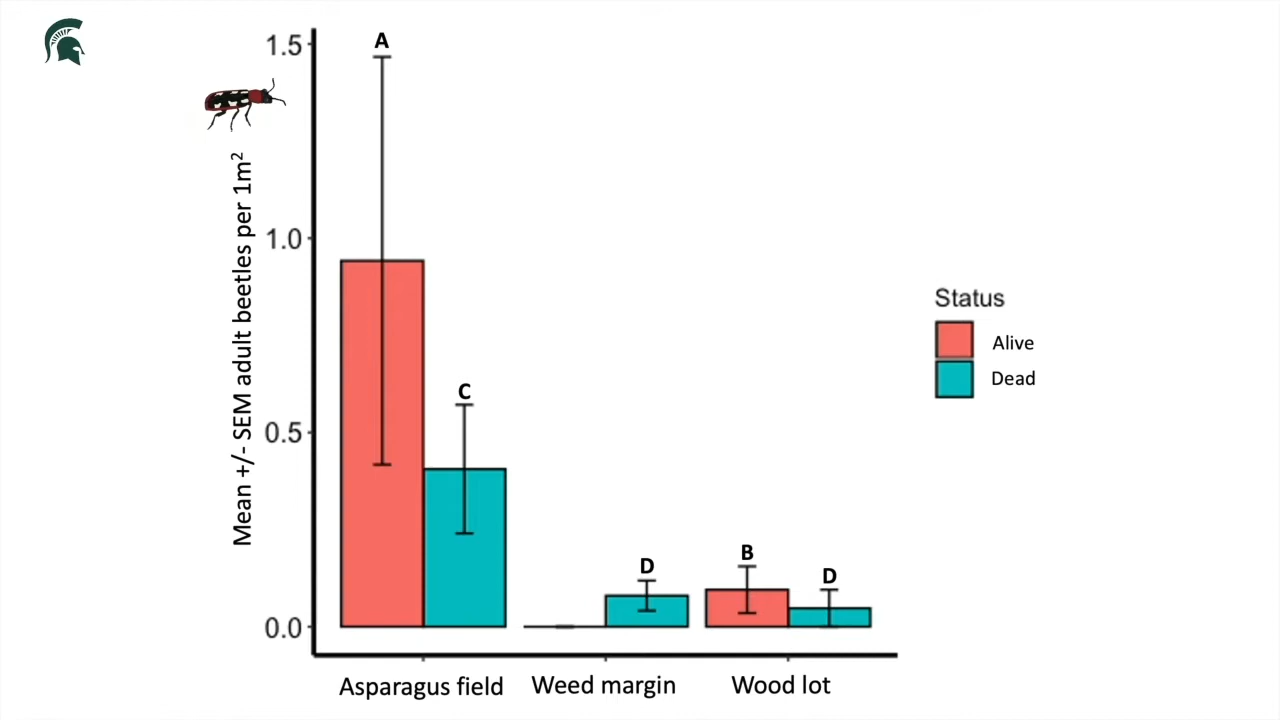 A
1.5
Mean +/- SEM adult beetles per 1m²
1.0
Status
Alive
Dead
C
0.5
B
D
D
0.0
Asparagus field
Weed margin
Wood lot